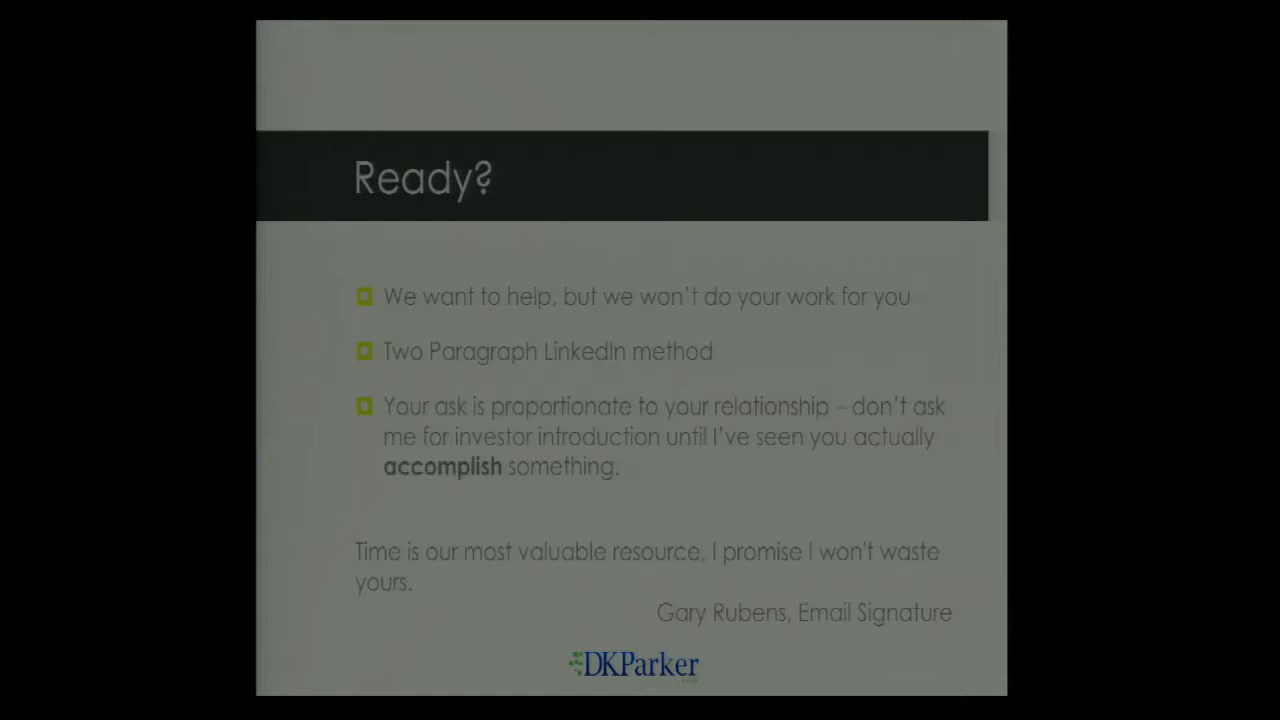 Ready?
We want to help, but we won't do your work for you
Two Paragraph LinkedIn method
Your ask is proportionate to your relationship – don't ask
me for investor introduction until I've seen you actually
accomplish something.
Time is our most valuable resource, I promise I won't waste
yours.
Gary Rubens, Email Signature
DKParker